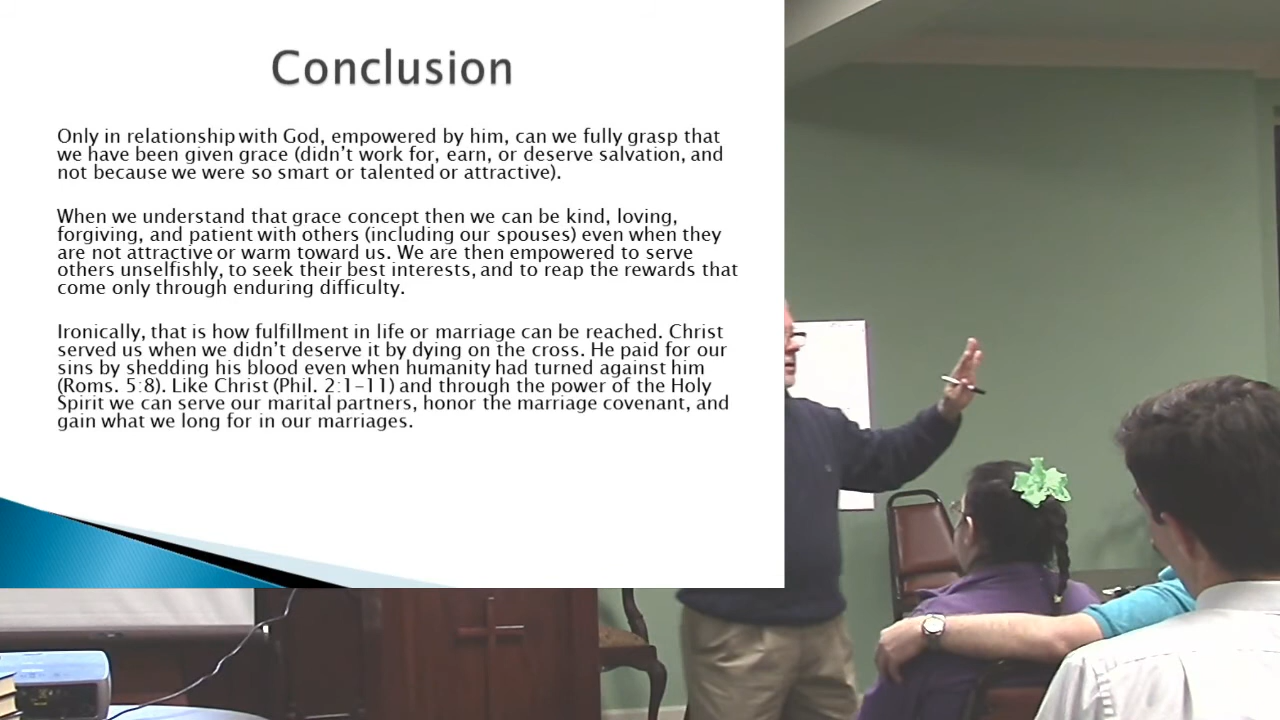 Conclusion
Only in relationship with God, empowered by him, can we fully grasp that
we have been given grace (didn't work for, earn, or deserve salvation, and
not because we were so smart or talented or attractive).
When we understand that grace concept then we can be kind, loving,
forgiving, and patient with others (including our spouses) even when they
are not attractive or warm toward us. We are then empowered to serve
others unselfishly, to seek their best interests, and to reap the rewards that
come only through enduring difficulty.
Ironically, that is how fulfillment in life or marriage can be reached. Christ
served us when we didn't deserve it by dying on the cross. He paid for our
sins by shedding his blood even when humanity had turned against him
(Roms. 5:8). Like Christ (Phil. 2:1-11) and through the power of the Holy
Spirit we can serve our marital partners, honor the marriage covenant, and
gain what we long for in our marriages.